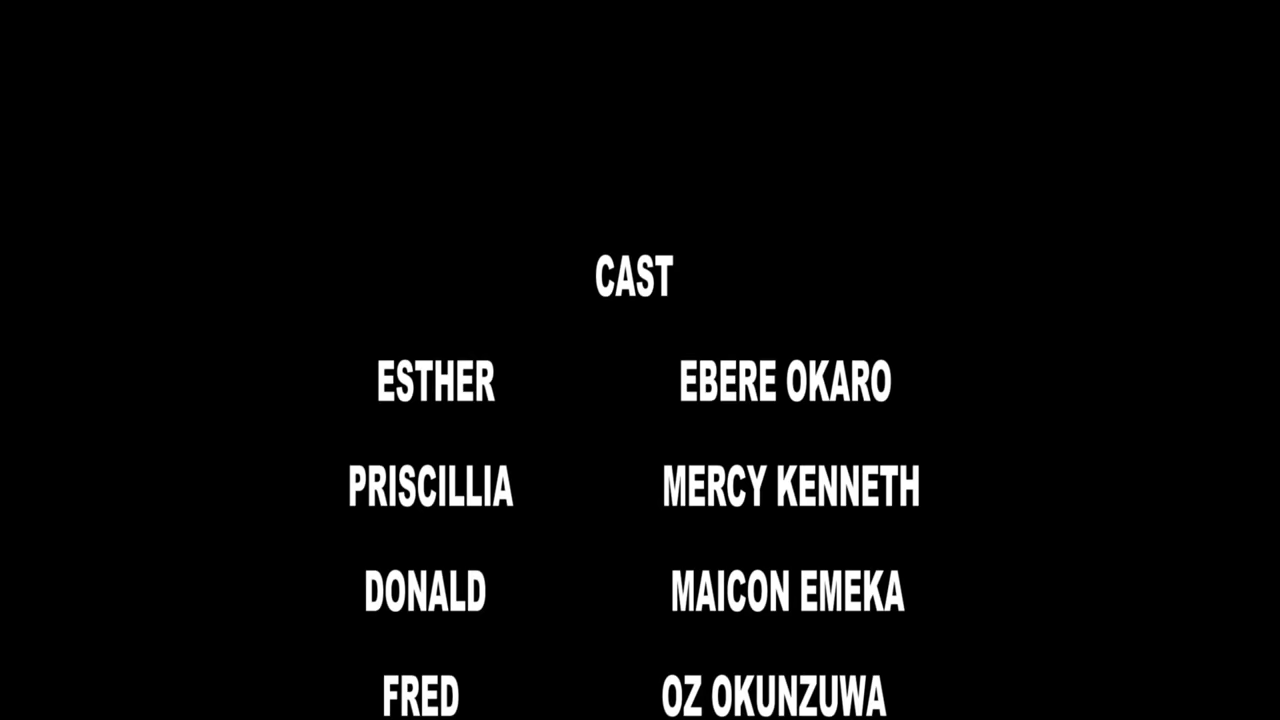 CAST
ESTHER EBERE OKARO
PRISCILLIA MERCY KENNETH
DONALD MAICON EMEKA
FRED OZ OKUNZUWA